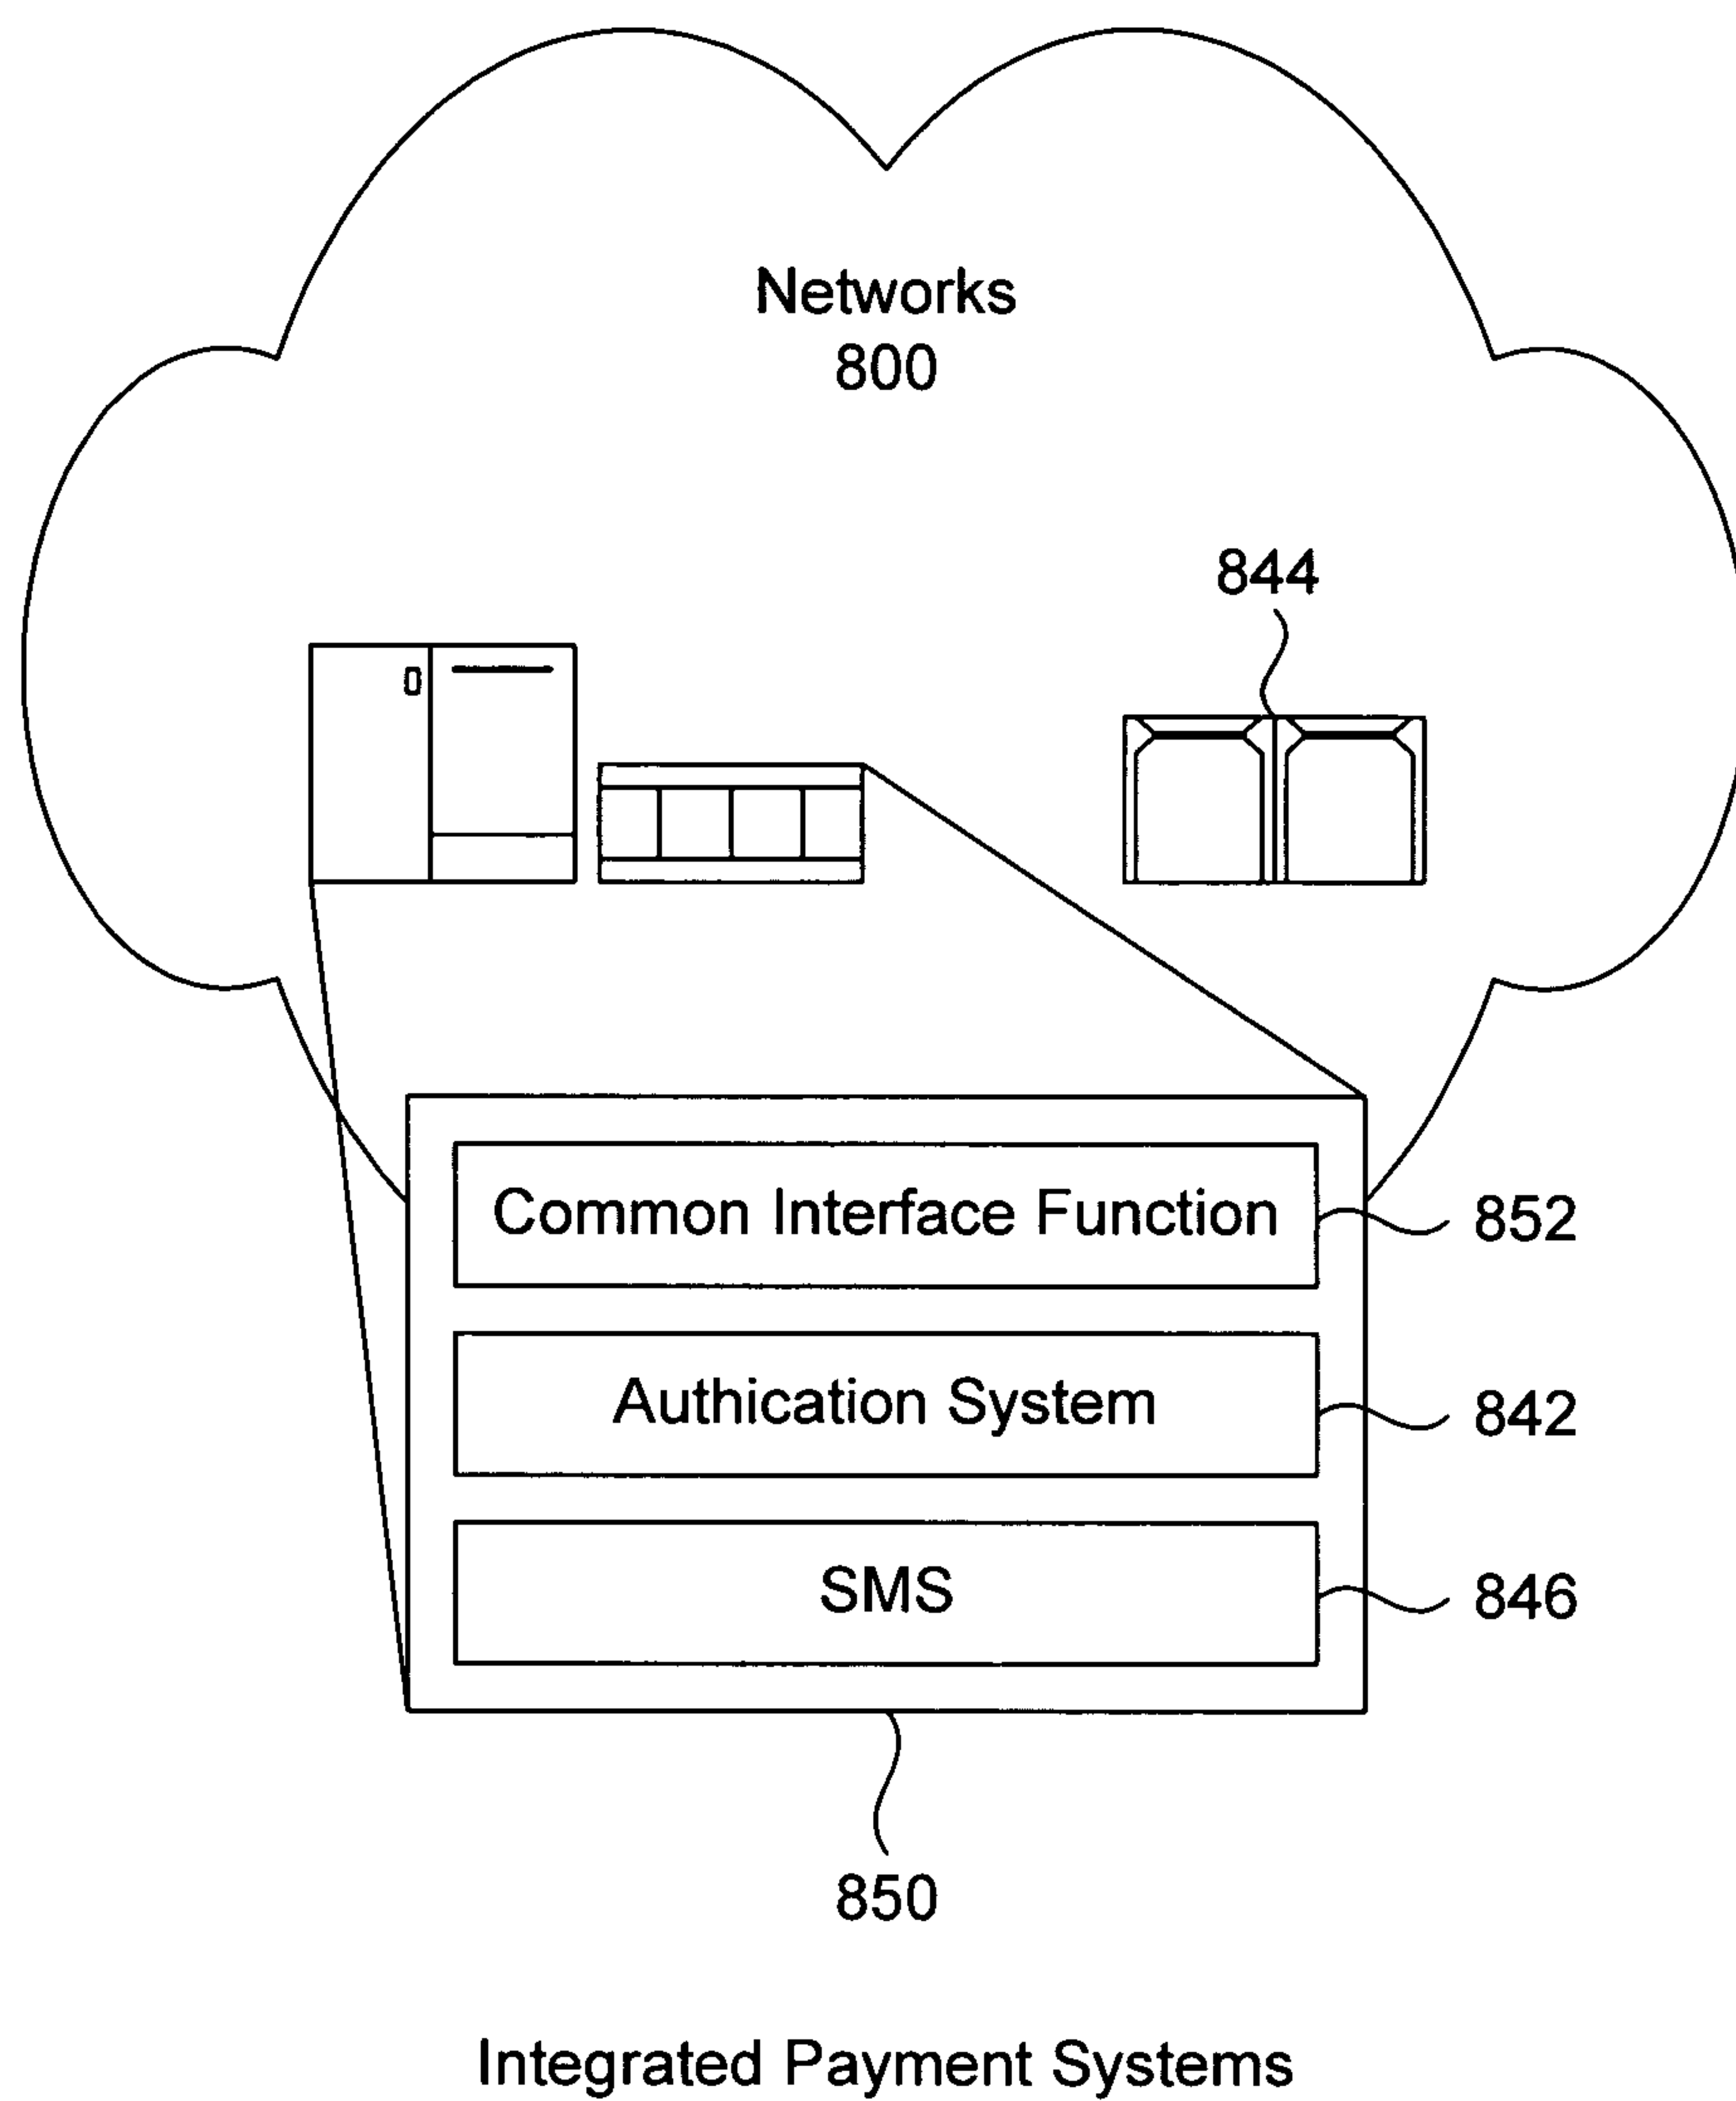 Networks
800
844
Common Interface Function
852
Authication System
842
SMS
846
850
Integrated Payment Systems